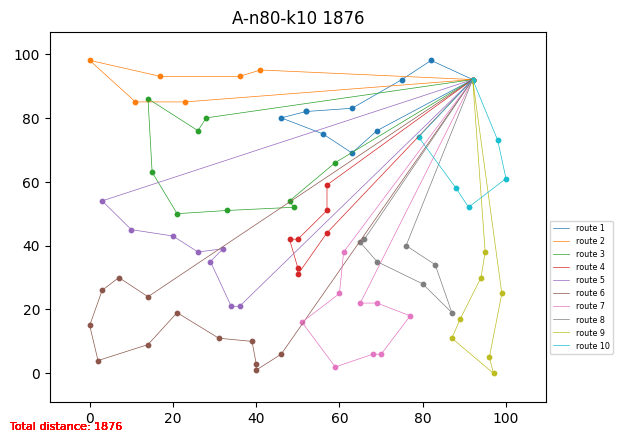 A-n80-k10 1876
100
80
60
40
20
0
0 20 40 60 80 100
route 1
route 2
route 3
route 4
route 5
route 6
route 7
route 8
route 9
route 10
Total distance: 1876